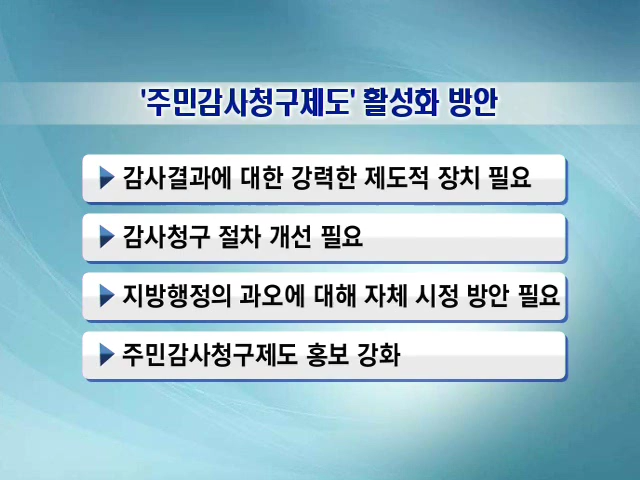 '주민감사청구제도' 활성화 방안
감사결과에 대한 강력한 제도적 장치 필요
감사청구 절차 개선 필요
지방행정의 과오에 대해 자체 시정 방안 필요
주민감사청구제도 홍보 강화